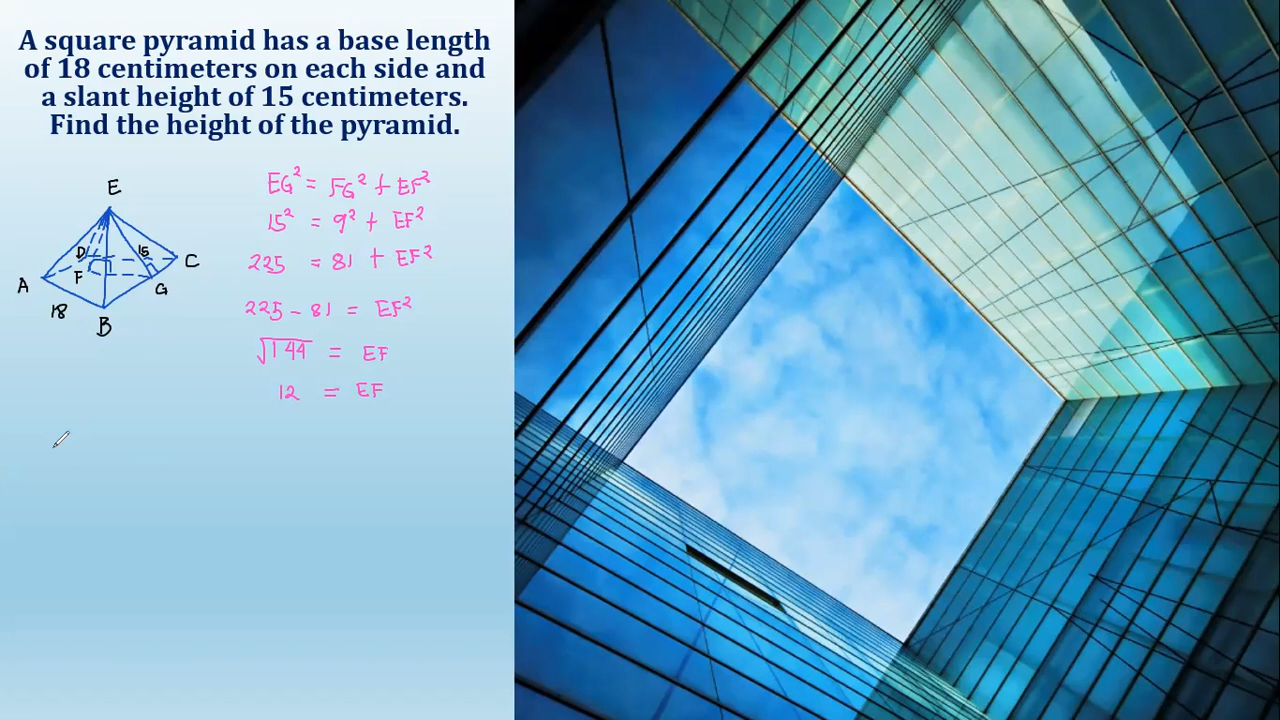 A square pyramid has a base length
of 18 centimeters on each side and
a slant height of 15 centimeters.
Find the height of the pyramid.
E
D
15
C
A
F
G
18
B
EG² = FG² + EF²
15² = 9² + EF²
225 = 81 + EF²
225 - 81 = EF²
√144 = EF
12 = EF